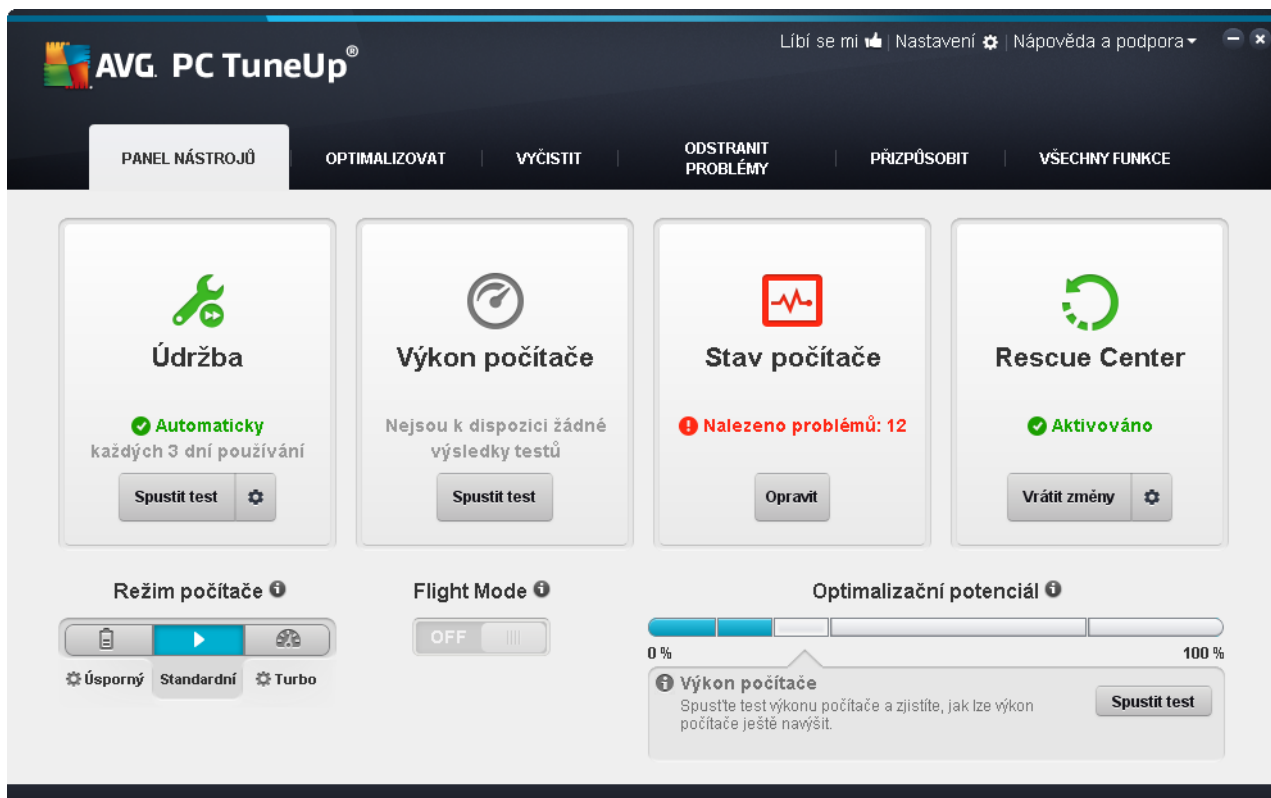 Líbí se mi | Nastavení | Nápověda a podpora
AVG. PC TuneUp®
PANEL NÁSTROJŮ
OPTIMALIZOVAT
VYČISTIT
ODSTRANIT
PROBLÉMY
PŘIZPŮSOBIT
VŠECHNY FUNKCE
Údržba
Automaticky
každých 3 dní používání
Spustit test
Výkon počítače
Nejsou k dispozici žádné
výsledky testů
Spustit test
Stav počítače
Nalezeno problémů: 12
Opravit
Rescue Center
Aktivováno
Vrátit změny
Režim počítače
Úsporný
Standardní
Turbo
Flight Mode
OFF
Optimalizační potenciál
0 %
100 %
Výkon počítače
Spusťte test výkonu počítače a zjistíte, jak lze výkon
počítače ještě navýšit.
Spustit test